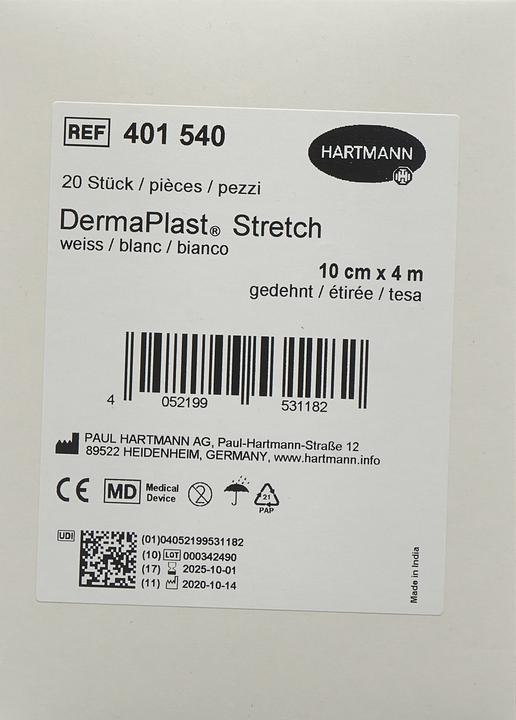 REF 401 540
HARTMANN
20 Stück / pièces / pezzi
DermaPlast® Stretch
weiss / blanc / bianco
10 cm x 4 m
gedehnt / étirée / tesa
4 052199 531182
PAUL HARTMANN AG, Paul-Hartmann-Straße 12
89522 HEIDENHEIM, GERMANY, www.hartmann.info
CE MD Medical
Device
2
21
PAP
UDI
(01)04052199531182
(10) LOT 000342490
(17) 2025-10-01
(11) 2020-10-14
Made in India